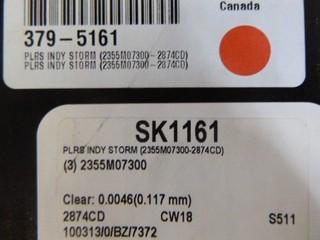 Canada
379-5161
PLRS INDY STORM (2355M07300-2874CD)
PLRS INDY STORM (2355M07300-2874CD)
SK1161
PLRS INDY STORM (2355M07300-2874CD)
(3) 2355M07300
Clear: 0.0046(0.117 mm)
2874CD CW18 S511
100313/0/BZ/7372